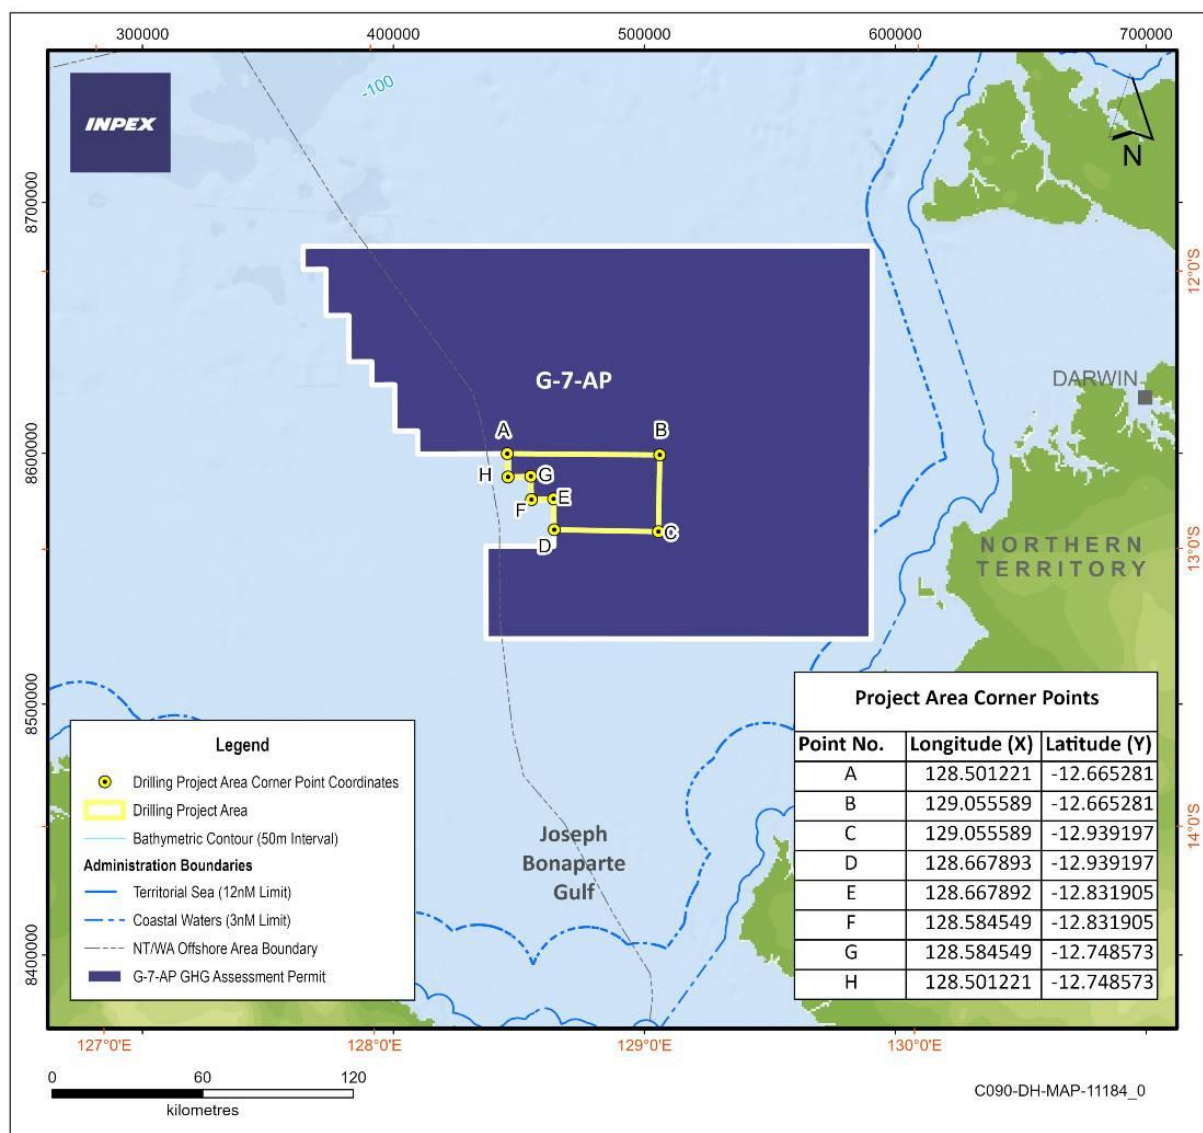 300000 400000 500000 600000 700000
INPEX
-100
N
8700000
12°0'S
G-7-AP
DARWIN
A B
8600000
H G
F E
D C
13°0'S
NORTHERN
TERRITORY
8500000
Project Area Corner Points
Point No. Longitude (X) Latitude (Y)
A 128.501221 -12.665281
B 129.055589 -12.665281
C 129.055589 -12.939197
D 128.667893 -12.939197
E 128.667892 -12.831905
F 128.584549 -12.831905
G 128.584549 -12.748573
H 128.501221 -12.748573
Legend
Drilling Project Area Corner Point Coordinates
Drilling Project Area
Bathymetric Contour (50m Interval)
Administration Boundaries
Territorial Sea (12nM Limit)
Coastal Waters (3nM Limit)
NT/WA Offshore Area Boundary
G-7-AP GHG Assessment Permit
Joseph
Bonaparte
Gulf
14°0'S
8400000
127°0'E 128°0'E 129°0'E 130°0'E
0 60 120
kilometres
C090-DH-MAP-11184_0